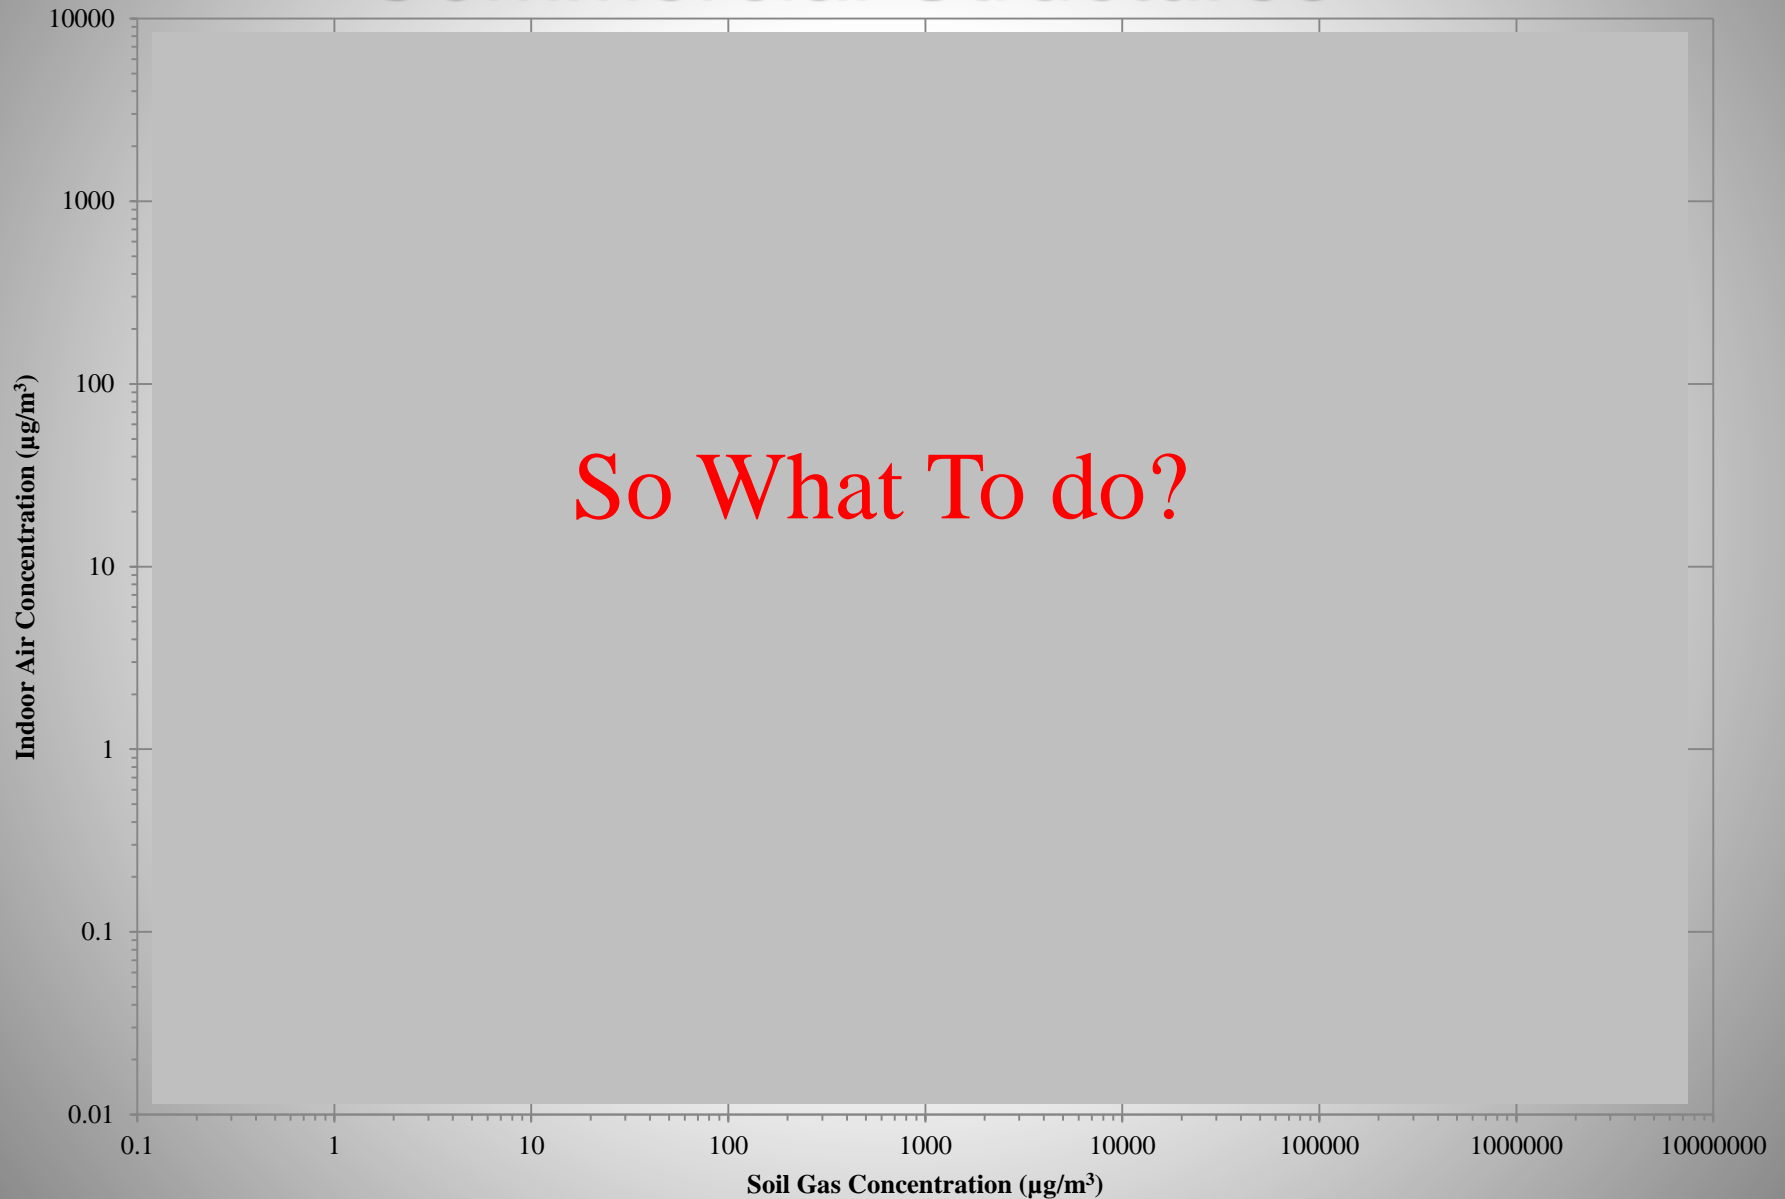 10000
1000
100
10
1
0.1
0.01
Indoor Air Concentration (µg/m³)
So What To do?
0.1 1 10 100 1000 10000 100000 1000000 10000000
Soil Gas Concentration (µg/m³)